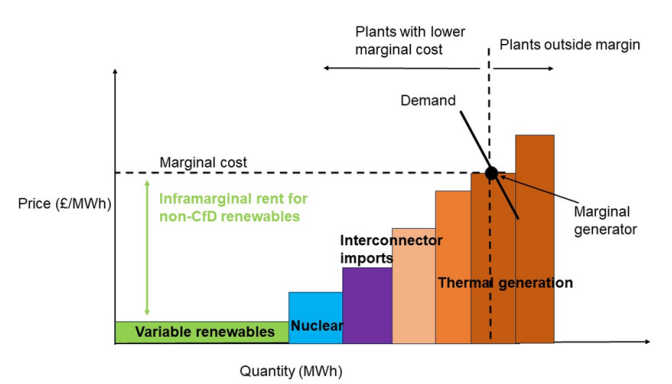 Plants with lower
marginal cost
Plants outside margin
Demand
Marginal cost
Inframarginal rent for
non-CfD renewables
Price (£/MWh)
Marginal
generator
Interconnector
imports
Thermal generation
Nuclear
Variable renewables
Quantity (MWh)